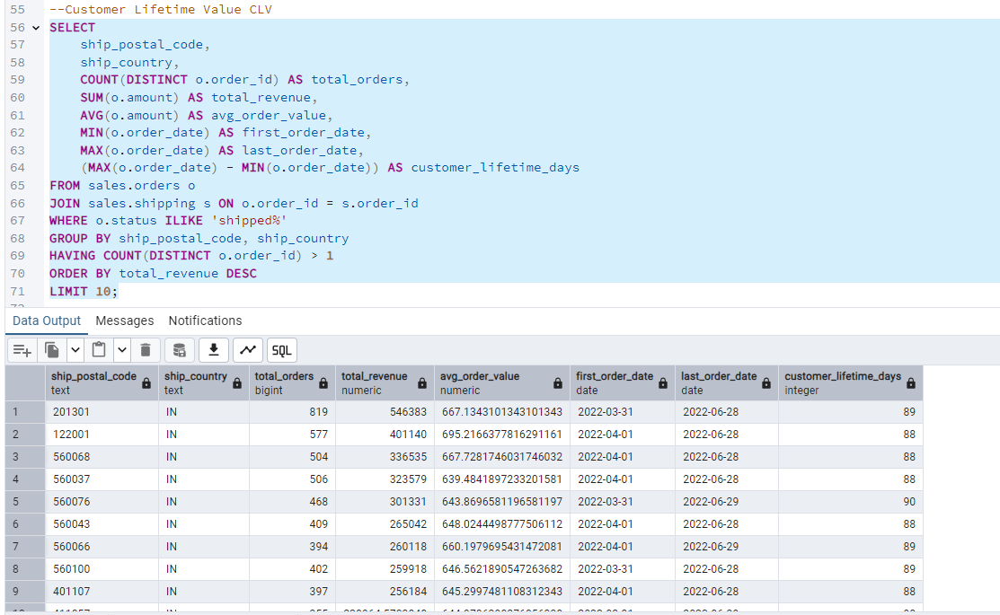 55 --Customer Lifetime Value CLV
56 SELECT
57 ship_postal_code,
58 ship_country,
59 COUNT(DISTINCT o.order_id) AS total_orders,
60 SUM(o.amount) AS total_revenue,
61 AVG(o.amount) AS avg_order_value,
62 MIN(o.order_date) AS first_order_date,
63 MAX(o.order_date) AS last_order_date,
64 (MAX(o.order_date) - MIN(o.order_date)) AS customer_lifetime_days
65 FROM sales.orders o
66 JOIN sales.shipping s ON o.order_id = s.order_id
67 WHERE o.status ILIKE 'shipped%'
68 GROUP BY ship_postal_code, ship_country
69 HAVING COUNT(DISTINCT o.order_id) > 1
70 ORDER BY total_revenue DESC
71 LIMIT 10;
Data Output Messages Notifications
SQL
ship_postal_code ship_country total_orders total_revenue avg_order_value first_order_date last_order_date customer_lifetime_days
text text bigint numeric numeric date date integer
1 201301 IN 819 546383 667.1343101343101343 2022-03-31 2022-06-28 89
2 122001 IN 577 401140 695.2166377816291161 2022-04-01 2022-06-28 88
3 560068 IN 504 336535 667.7281746031746032 2022-04-01 2022-06-28 88
4 560037 IN 506 323579 639.4841897233201581 2022-04-01 2022-06-28 88
5 560076 IN 468 301331 643.8696581196581197 2022-03-31 2022-06-29 90
6 560043 IN 409 265042 648.0244498777506112 2022-04-01 2022-06-28 88
7 560066 IN 394 260118 660.1979695431472081 2022-04-01 2022-06-29 89
8 560100 IN 402 259918 646.5621890547263682 2022-03-31 2022-06-28 89
9 401107 IN 397 256184 645.2997481108312343 2022-04-01 2022-06-28 88